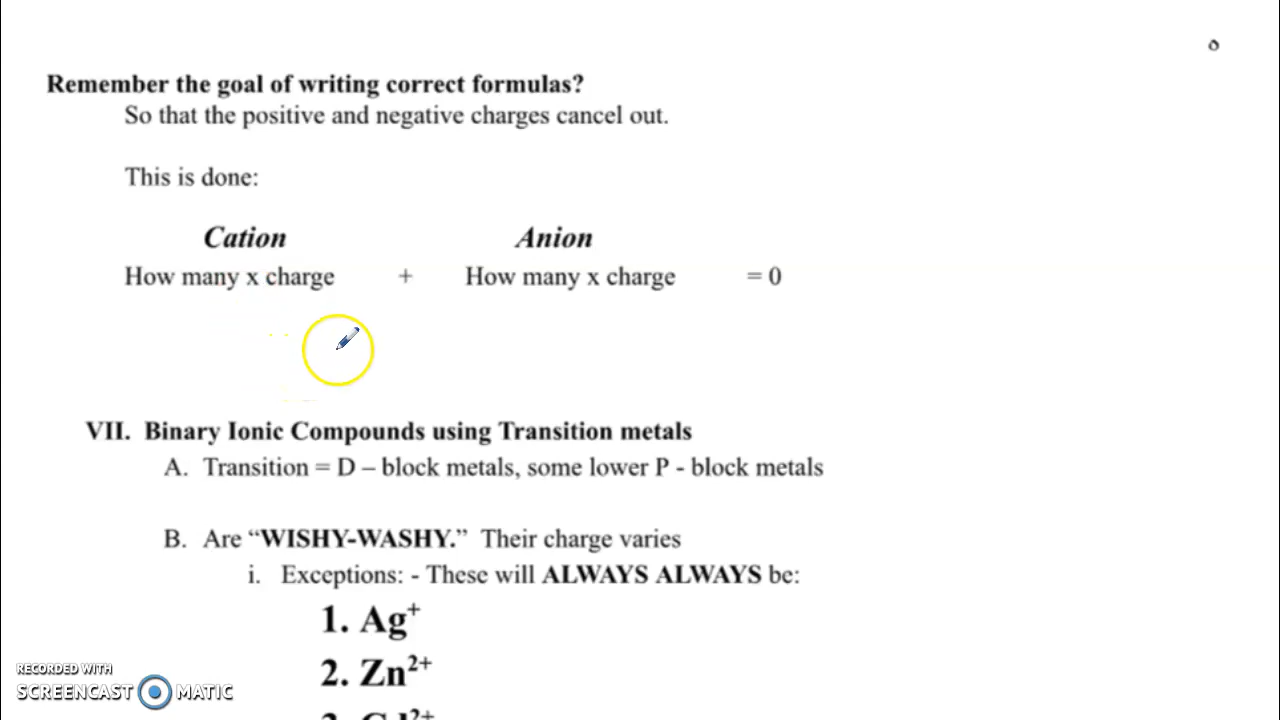 Remember the goal of writing correct formulas?
So that the positive and negative charges cancel out.
This is done:
Cation Anion
How many x charge + How many x charge = 0
VII. Binary Ionic Compounds using Transition metals
A. Transition = D – block metals, some lower P - block metals
B. Are “WISHY-WASHY.” Their charge varies
i. Exceptions: - These will ALWAYS ALWAYS be:
1. Ag⁺
2. Zn²⁺
RECORDED WITH
SCREENCAST MATIC